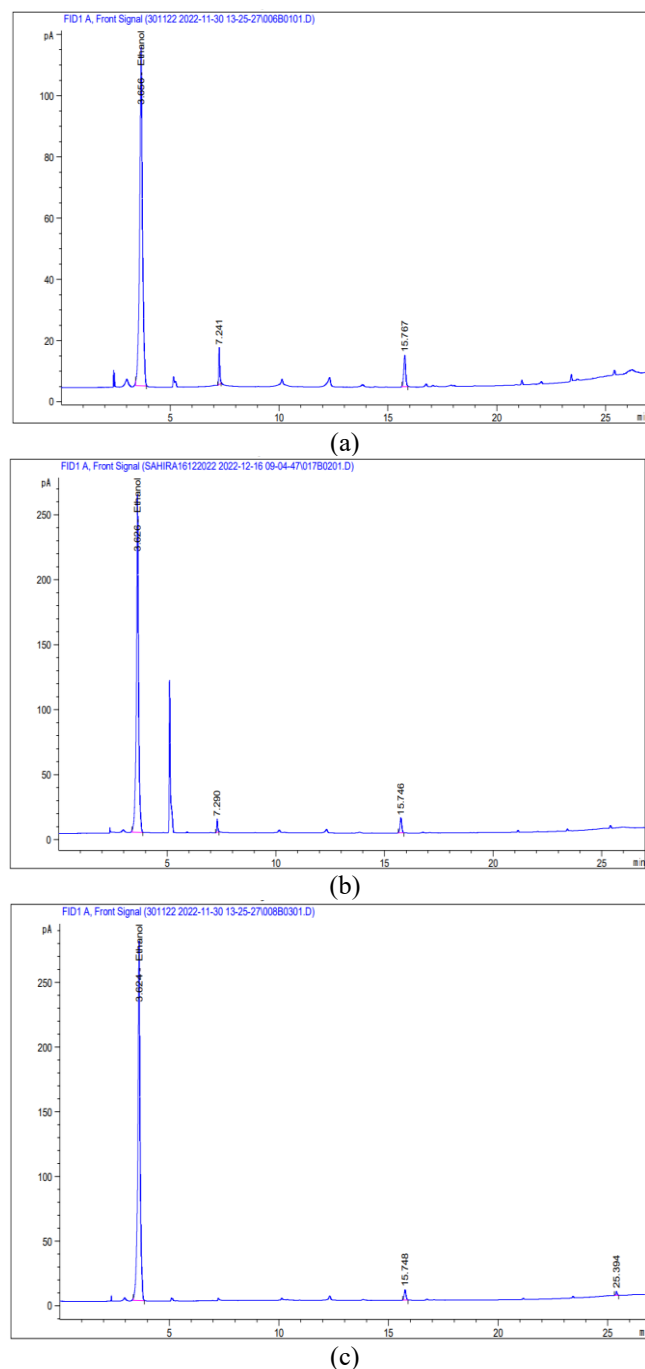 FID1 A, Front Signal (301122 2022-11-30 13-25-27\006B0101.D)
pA
3.656 Ethanol
100
80
60
40
20
0
7.241
15.767
5 10 15 20 25 min
(a)
FID1 A, Front Signal (SAHIRA16122022 2022-12-16 09-04-47\017B0201.D)
pA
3.626 Ethanol
250
200
150
100
50
0
7.290
15.746
5 10 15 20 25 min
(b)
FID1 A, Front Signal (301122 2022-11-30 13-25-27\008B0301.D)
pA
3.624 - Ethanol
250
200
150
100
50
0
15.748
25.394
5 10 15 20 25 min
(c)